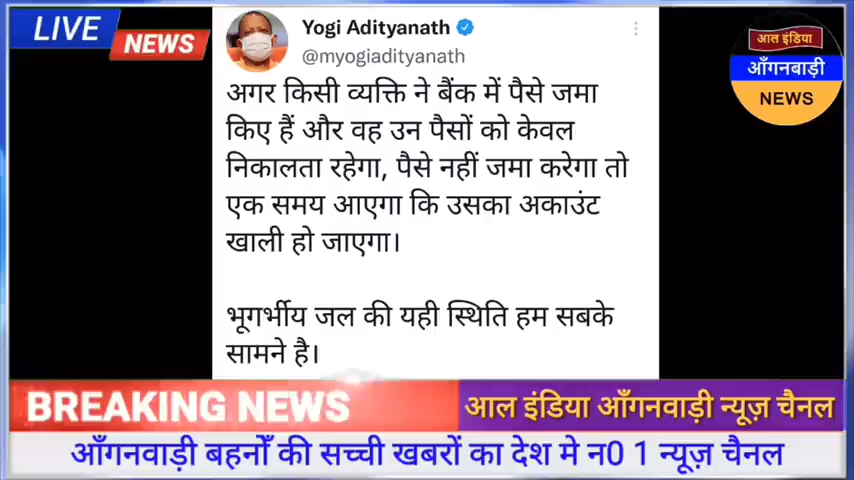 LIVE
NEWS
Yogi Adityanath
@myogiadityanath
आल इंडिया
आँगनबाड़ी
NEWS
अगर किसी व्यक्ति ने बैंक में पैसे जमा
किए हैं और वह उन पैसों को केवल
निकालता रहेगा, पैसे नहीं जमा करेगा तो
एक समय आएगा कि उसका अकाउंट
खाली हो जाएगा।
भूगर्भीय जल की यही स्थिति हम सबके
सामने है।
BREAKING NEWS
आल इंडिया आँगनवाड़ी न्यूज़ चैनल
आँगनवाड़ी बहनोँ की सच्ची खबरों का देश मे न0 1 न्यूज़ चैनल